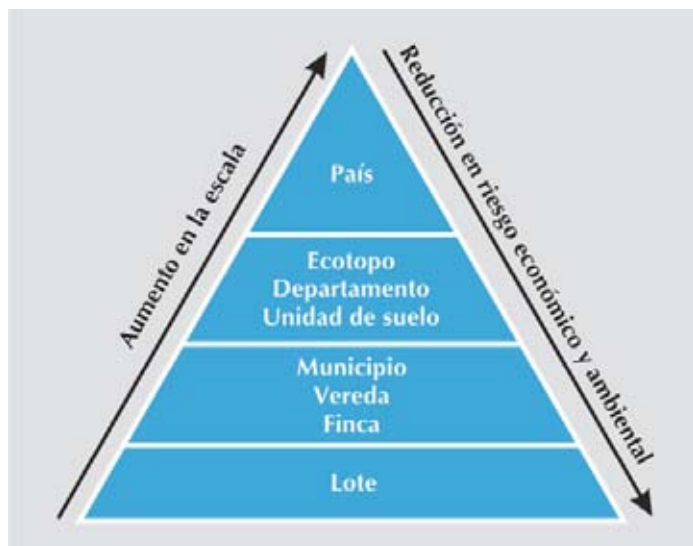 Aumento en la escala
Reducción en riesgo económico y ambiental
País
Ecotopo
Departamento
Unidad de suelo
Municipio
Vereda
Finca
Lote